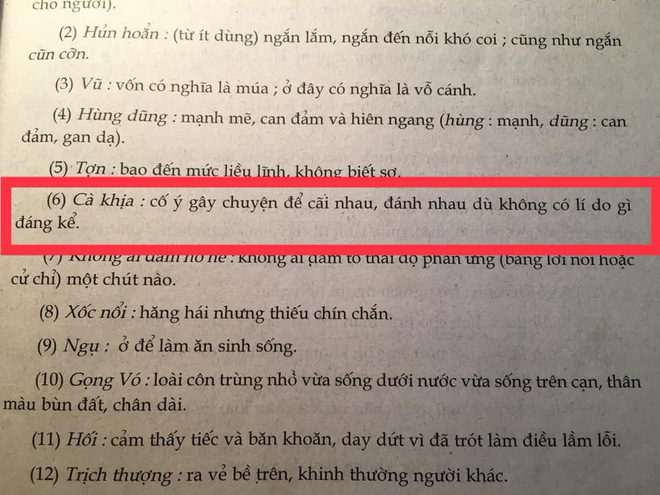 cho người).
(2) Hủn hoẳn : (từ ít dùng) ngắn lắm, ngắn đến nỗi khó coi ; cũng như ngắn
cũn cỡn.
(3) Vũ : vốn có nghĩa là múa ; ở đây có nghĩa là vỗ cánh.
(4) Hùng dũng : mạnh mẽ, can đảm và hiên ngang (hùng : mạnh, dũng : can
đảm, gan dạ).
(5) Tợn : bạo đến mức liều lĩnh, không biết sợ.
(6) Cà khịa : cố ý gây chuyện để cãi nhau, đánh nhau dù không có lí do gì
đáng kể.
(7) Không ai dám ho he : không ai dám tỏ thái độ phản ứng (bằng lời nói hoặc
cử chỉ) một chút nào.
(8) Xốc nổi : hăng hái nhưng thiếu chín chắn.
(9) Ngụ : ở để làm ăn sinh sống.
(10) Gọng Vó : loài côn trùng nhỏ vừa sống dưới nước vừa sống trên cạn, thân
màu bùn đất, chân dài.
(11) Hối : cảm thấy tiếc và băn khoăn, day dứt vì đã trót làm điều lầm lỗi.
(12) Trịch thượng : ra vẻ bề trên, khinh thường người khác.